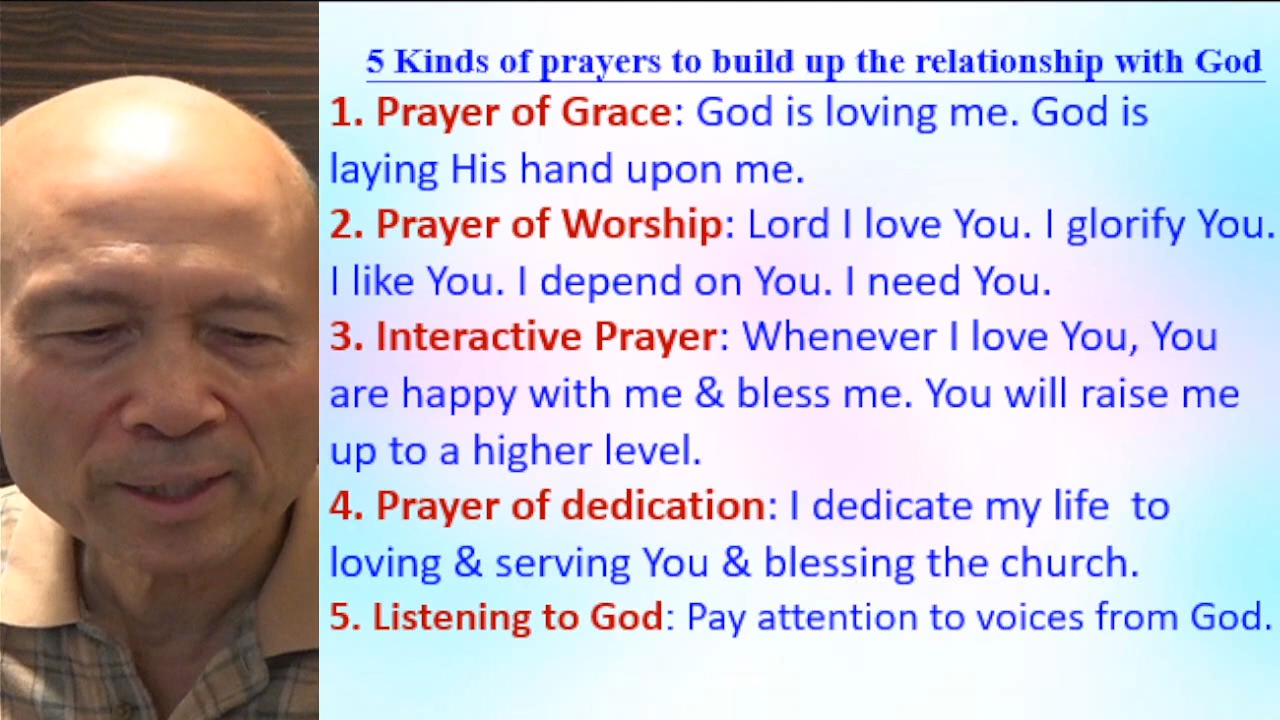 5 Kinds of prayers to build up the relationship with God
1. Prayer of Grace: God is loving me. God is
laying His hand upon me.
2. Prayer of Worship: Lord I love You. I glorify You.
I like You. I depend on You. I need You.
3. Interactive Prayer: Whenever I love You, You
are happy with me & bless me. You will raise me
up to a higher level.
4. Prayer of dedication: I dedicate my life  to
loving & serving You & blessing the church.
5. Listening to God: Pay attention to voices from God.